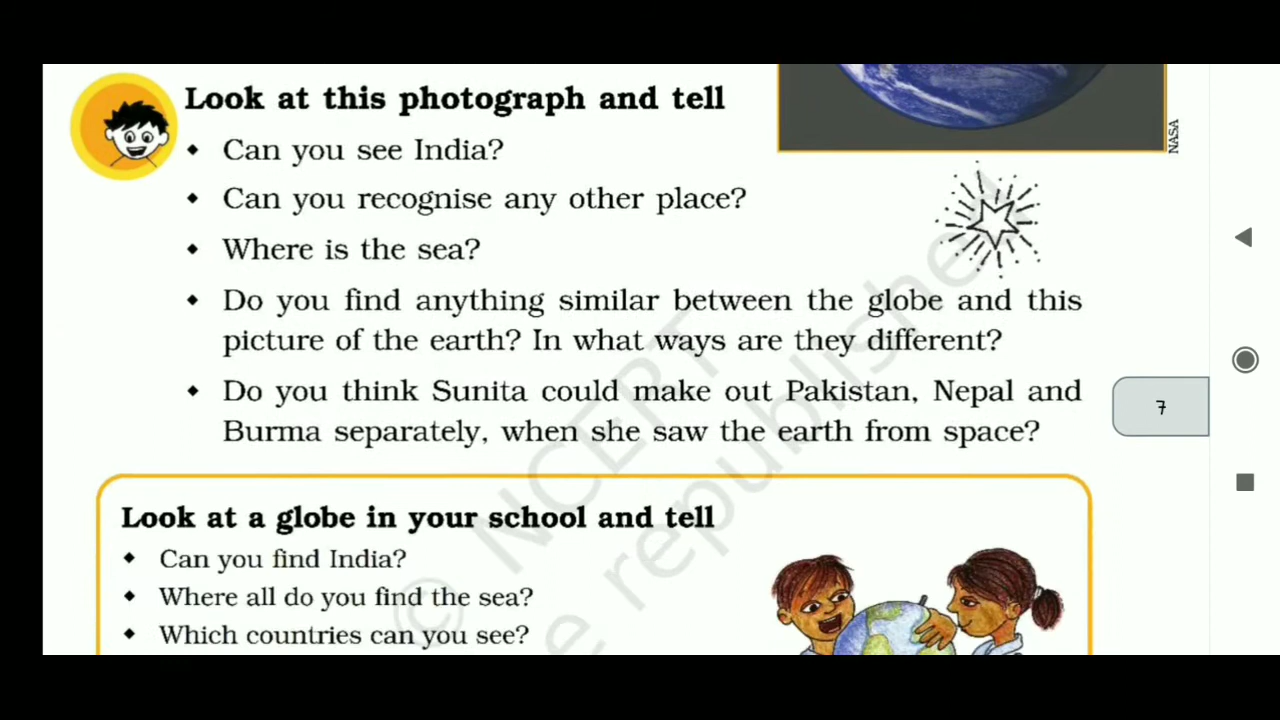 Look at this photograph and tell
NASA
◆ Can you see India?
◆ Can you recognise any other place?
◆ Where is the sea?
◆ Do you find anything similar between the globe and this
picture of the earth? In what ways are they different?
◆ Do you think Sunita could make out Pakistan, Nepal and
Burma separately, when she saw the earth from space?
7
Look at a globe in your school and tell
◆ Can you find India?
◆ Where all do you find the sea?
◆ Which countries can you see?
© NCERT
e republished